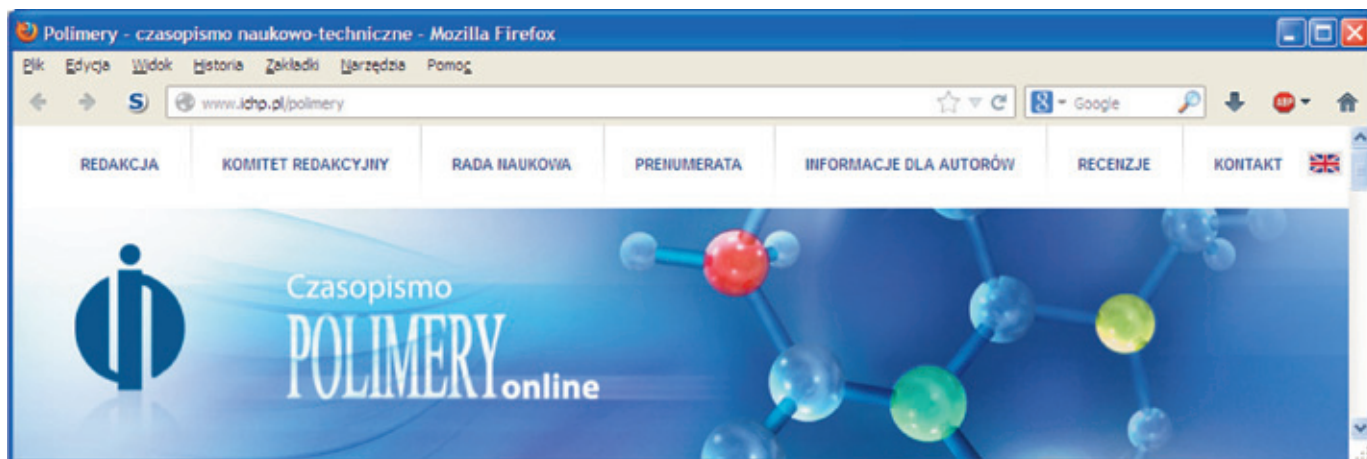 Polimery - czasopismo naukowo-techniczne - Mozilla Firefox
Plik Edycja Widok Historia Zakładki Narzędzia Pomoc
S www.ichp.pl/polimery Google ABP
REDAKCJA KOMITET REDAKCYJNY RADA NAUKOWA PRENUMERATA INFORMACJE DLA AUTORÓW RECENZJE KONTAKT
Czasopismo
POLIMERY online